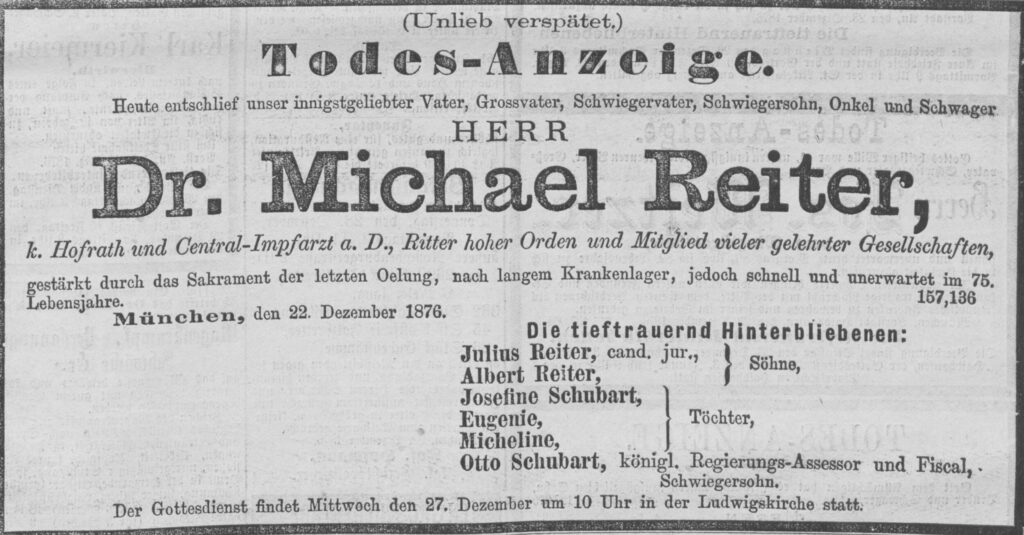 (Unlieb verspätet.)
Todes-Anzeige.
Heute entschlief unser innigstgeliebter Vater, Grossvater, Schwiegervater, Schwiegersohn, Onkel und Schwager
HERR
Dr. Michael Reiter,
k. Hofrath und Central-Impfarzt a. D., Ritter hoher Orden und Mitglied vieler gelehrter Gesellschaften,
gestärkt durch das Sakrament der letzten Oelung, nach langem Krankenlager, jedoch schnell und unerwartet im 75.
Lebensjahre. 157,136
München, den 22. Dezember 1876.
Die tieftrauernd Hinterbliebenen:
Julius Reiter, cand. jur.,
Albert Reiter,
} Söhne,
Josefine Schubart,
Eugenie,
Micheline,
} Töchter,
Otto Schubart, königl. Regierungs-Assessor und Fiscal,
Schwiegersohn.
Der Gottesdienst findet Mittwoch den 27. Dezember um 10 Uhr in der Ludwigskirche statt.